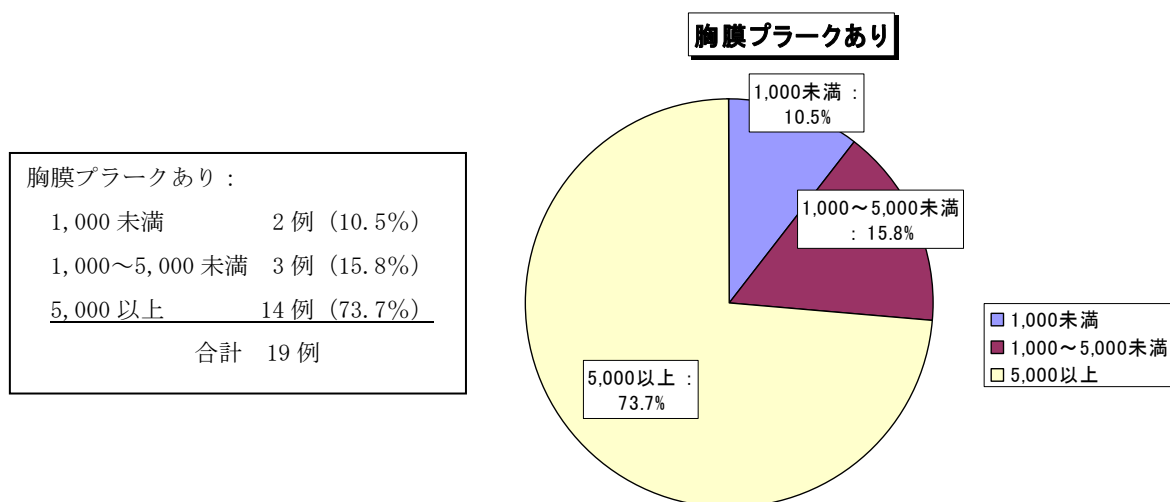 胸膜プラークあり
胸膜プラークあり：
1,000 未満 2 例（10.5%）
1,000～5,000 未満 3 例（15.8%）
5,000 以上 14 例（73.7%）
合計 19 例
1,000未満：
10.5%
1,000～5,000未満
：15.8%
5,000以上：
73.7%
1,000未満
1,000～5,000未満
5,000以上